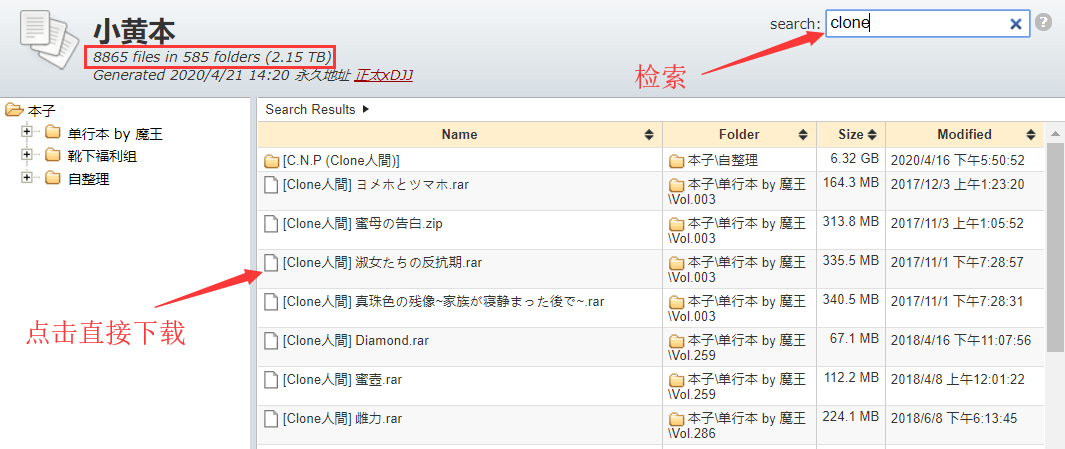 小黄本
8865 files in 585 folders (2.15 TB)
Generated 2020/4/21 14:20 永久地址 正太xDJJ
search: clone
检索
本子
单行本 by 魔王
靴下福利组
自整理
Search Results
Name Folder Size Modified
[C.N.P (Clone人間)] 本子\自整理 6.32 GB 2020/4/16 下午5:50:52
[Clone人間] ヨメホとツマホ.rar 本子\单行本 by 魔王 164.3 MB 2017/12/3 上午1:23:20
\Vol.003
[Clone人間] 蜜母の告白.zip 本子\单行本 by 魔王 313.8 MB 2017/11/3 上午1:05:52
\Vol.003
[Clone人間] 淑女たちの反抗期.rar 本子\单行本 by 魔王 335.5 MB 2017/11/1 下午7:28:57
\Vol.003
[Clone人間] 真珠色の残像~家族が寝静まった後で~.rar 本子\单行本 by 魔王 340.5 MB 2017/11/1 下午7:28:31
\Vol.003
点击直接下载
[Clone人間] Diamond.rar 本子\单行本 by 魔王 67.1 MB 2018/4/16 下午11:07:56
\Vol.259
[Clone人間] 蜜壺.rar 本子\单行本 by 魔王 112.2 MB 2018/4/8 上午12:01:22
\Vol.259
[Clone人間] 雌力.rar 本子\单行本 by 魔王 224.1 MB 2018/6/8 下午6:13:45
\Vol.286